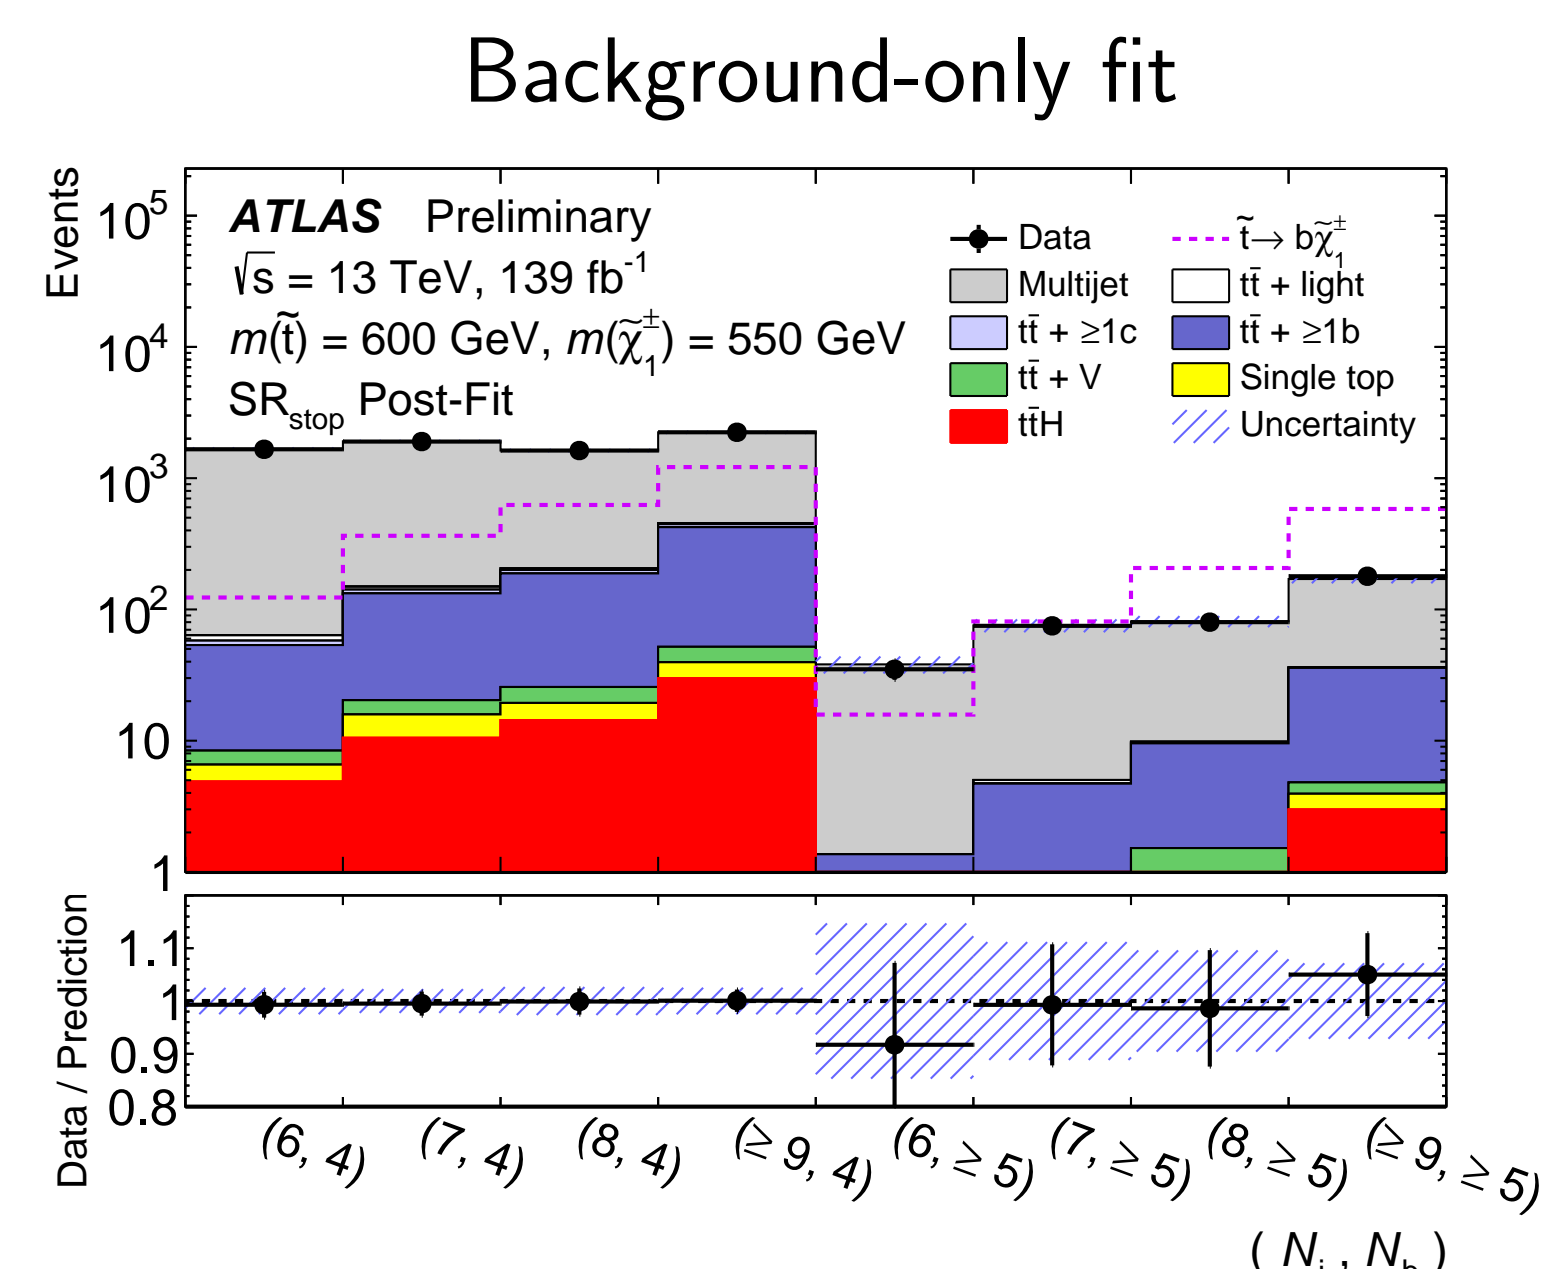 Background-only fit
Events
ATLAS Preliminary
√s = 13 TeV, 139 fb⁻¹
m(t̃) = 600 GeV, m(χ̃₁±) = 550 GeV
SR_stop Post-Fit
Data
t̃→ bχ̃₁±
Multijet
tt̄ + light
tt̄ + ≥1c
tt̄ + ≥1b
tt̄ + V
Single top
tt̄H
Uncertainty
10⁵
10⁴
10³
10²
10
1
Data / Prediction
1.1
1
0.9
0.8
(6, 4)
(7, 4)
(8, 4)
(≥ 9, 4)
(6, ≥ 5)
(7, ≥ 5)
(8, ≥ 5)
(≥ 9, ≥ 5)
( N_j , N_b )